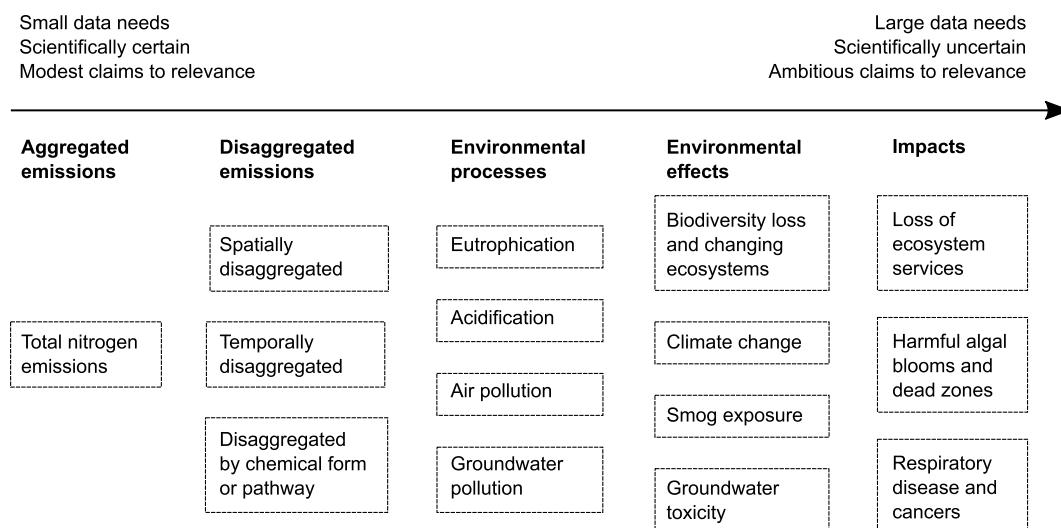 Small data needs
Scientifically certain
Modest claims to relevance
Large data needs
Scientifically uncertain
Ambitious claims to relevance
Aggregated
emissions
Total nitrogen
emissions
Disaggregated
emissions
Spatially
disaggregated
Temporally
disaggregated
Disaggregated
by chemical form
or pathway
Environmental
processes
Eutrophication
Acidification
Air pollution
Groundwater
pollution
Environmental
effects
Biodiversity loss
and changing
ecosystems
Climate change
Smog exposure
Groundwater
toxicity
Impacts
Loss of
ecosystem
services
Harmful algal
blooms and
dead zones
Respiratory
disease and
cancers